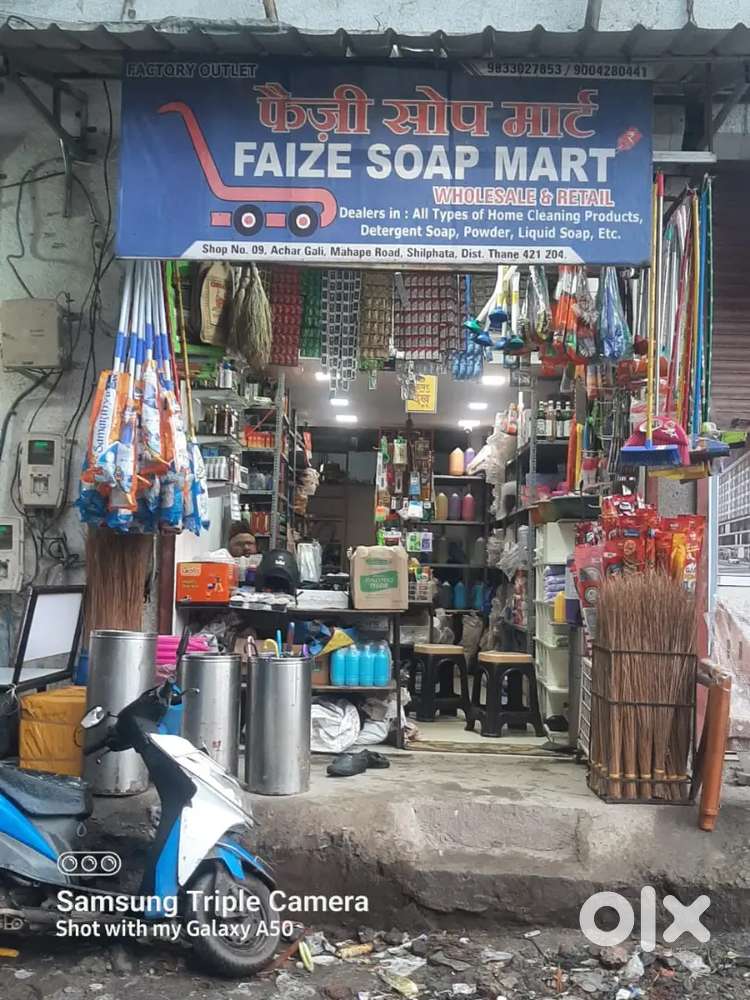 FACTORY OUTLET
9833027853 / 9004280441
फैज़ी सोप मार्ट
FAIZE SOAP MART
WHOLESALE & RETAIL
Dealers in : All Types of Home Cleaning Products,
Detergent Soap, Powder, Liquid Soap, Etc.
Shop No. 09, Achar Gali, Mahape Road, Shilphata, Dist. Thane 421 204.
Samsung Triple Camera
Shot with my Galaxy A50
olx